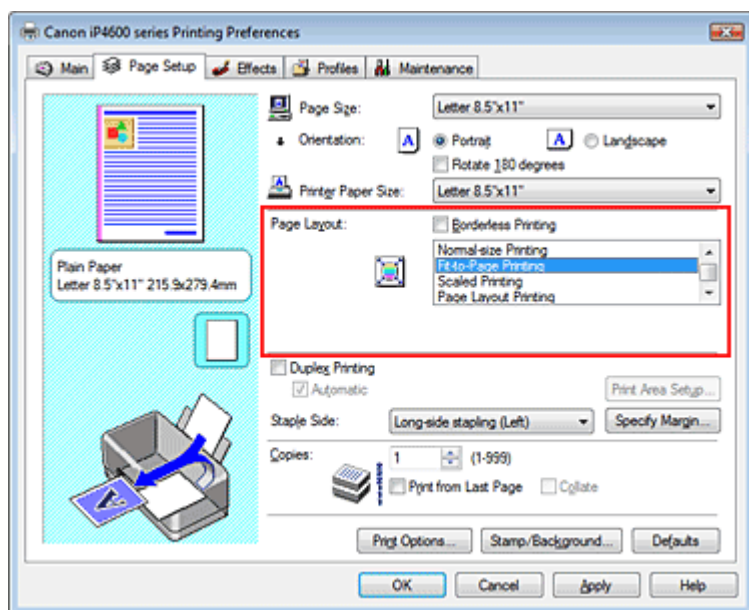 Canon iP4600 series Printing Preferences
Main Page Setup Effects Profiles Maintenance
Page Size: Letter 8.5"x11"
Orientation: A Portrait A Landscape
Rotate 180 degrees
Printer Paper Size: Letter 8.5"x11"
Page Layout: Borderless Printing
Normal-size Printing
Fit-to-Page Printing
Scaled Printing
Page Layout Printing
Plain Paper
Letter 8.5"x11" 215.9x279.4mm
Duplex Printing
Automatic Print Area Setup...
Staple Side: Long-side stapling (Left) Specify Margin...
Copies: 1 (1-999)
Print from Last Page Collate
Print Options... Stamp/Background... Defaults
OK Cancel Apply Help